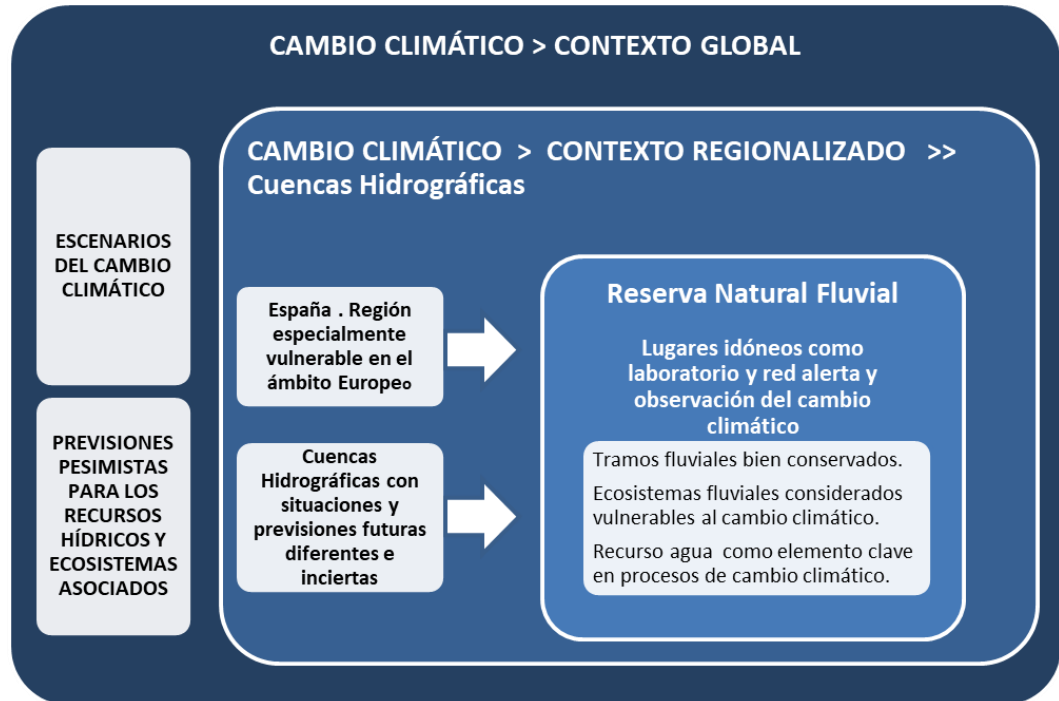 CAMBIO CLIMÁTICO > CONTEXTO GLOBAL
ESCENARIOS
DEL CAMBIO
CLIMÁTICO
PREVISIONES
PESIMISTAS
PARA LOS
RECURSOS
HÍDRICOS Y
ECOSISTEMAS
ASOCIADOS
CAMBIO CLIMÁTICO > CONTEXTO REGIONALIZADO >>
Cuencas Hidrográficas
España . Región
especialmente
vulnerable en el
ámbito Europeo
Cuencas
Hidrográficas con
situaciones y
previsiones futuras
diferentes e
inciertas
Reserva Natural Fluvial
Lugares idóneos como
laboratorio y red alerta y
observación del cambio
climático
Tramos fluviales bien conservados.
Ecosistemas fluviales considerados
vulnerables al cambio climático.
Recurso agua como elemento clave
en procesos de cambio climático.